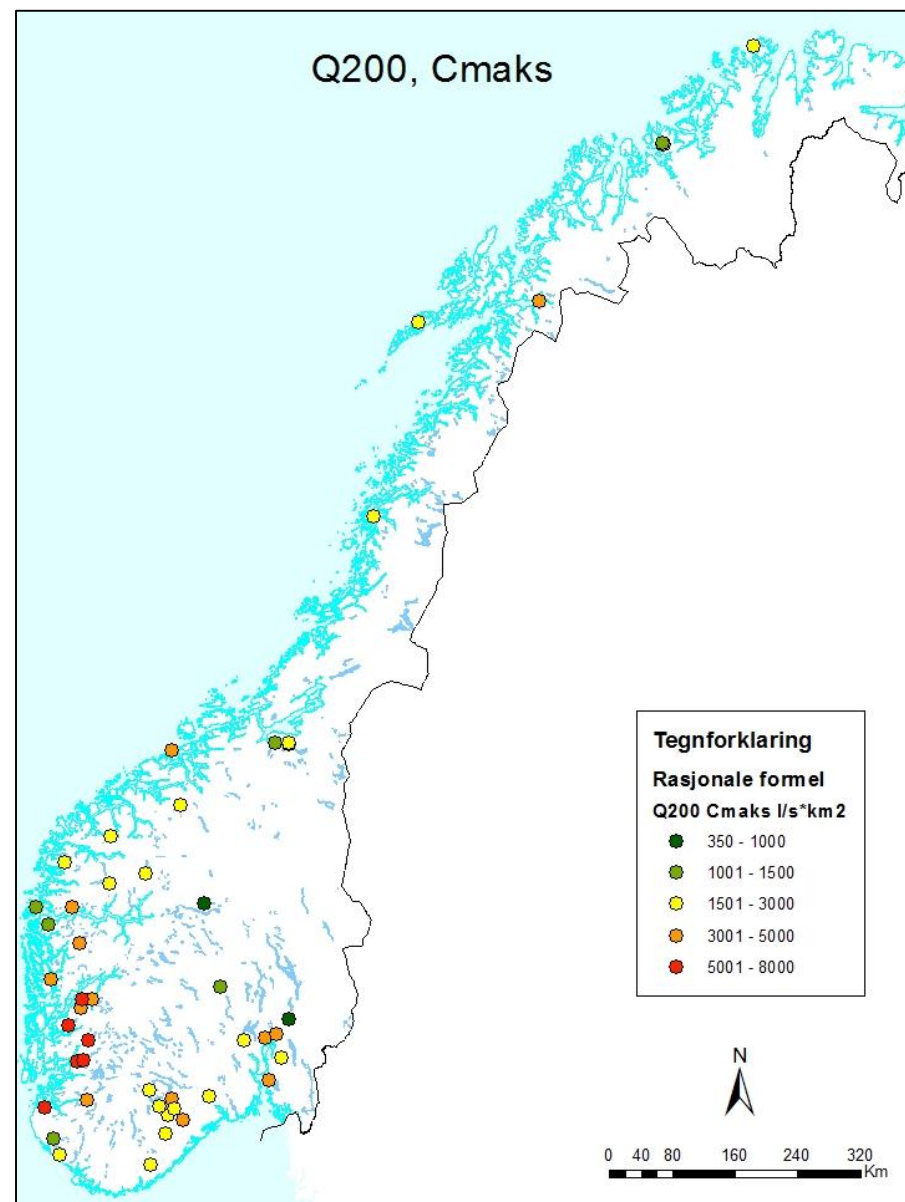 Q200, Cmaks
Tegnforklaring
Rasjonale formel
Q200 Cmaks l/s*km2
350 - 1000
1001 - 1500
1501 - 3000
3001 - 5000
5001 - 8000
N
0 40 80 160 240 320
Km